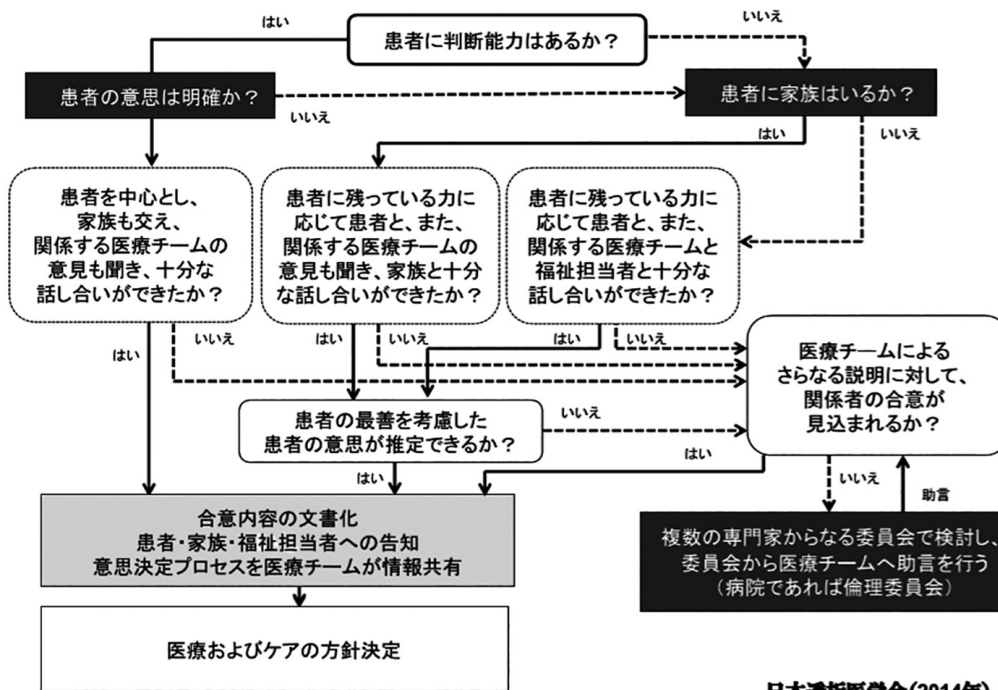 はい
患者に判断能力はあるか？
いいえ
患者の意思は明確か？
いいえ
患者に家族はいるか？
はい
いいえ
患者を中心とし、
家族も交え、
関係する医療チームの
意見も聞き、十分な
話し合いができたか？
患者に残っている力に
応じて患者と、また、
関係する医療チームの
意見も聞き、家族と十分
な話し合いができたか？
患者に残っている力に
応じて患者と、また、
関係する医療チームと
福祉担当者と十分な
話し合いができたか？
はい
いいえ
はい
いいえ
はい
いいえ
医療チームによる
さらなる説明に対して、
関係者の合意が
見込まれるか？
患者の最善を考慮した
患者の意思が推定できるか？
いいえ
はい
はい
いいえ
助言
合意内容の文書化
患者・家族・福祉担当者への告知
意思決定プロセスを医療チームが情報共有
複数の専門家からなる委員会で検討し、
委員会から医療チームへ助言を行う
（病院であれば倫理委員会）
医療およびケアの方針決定
日本透析医学会（2014年）